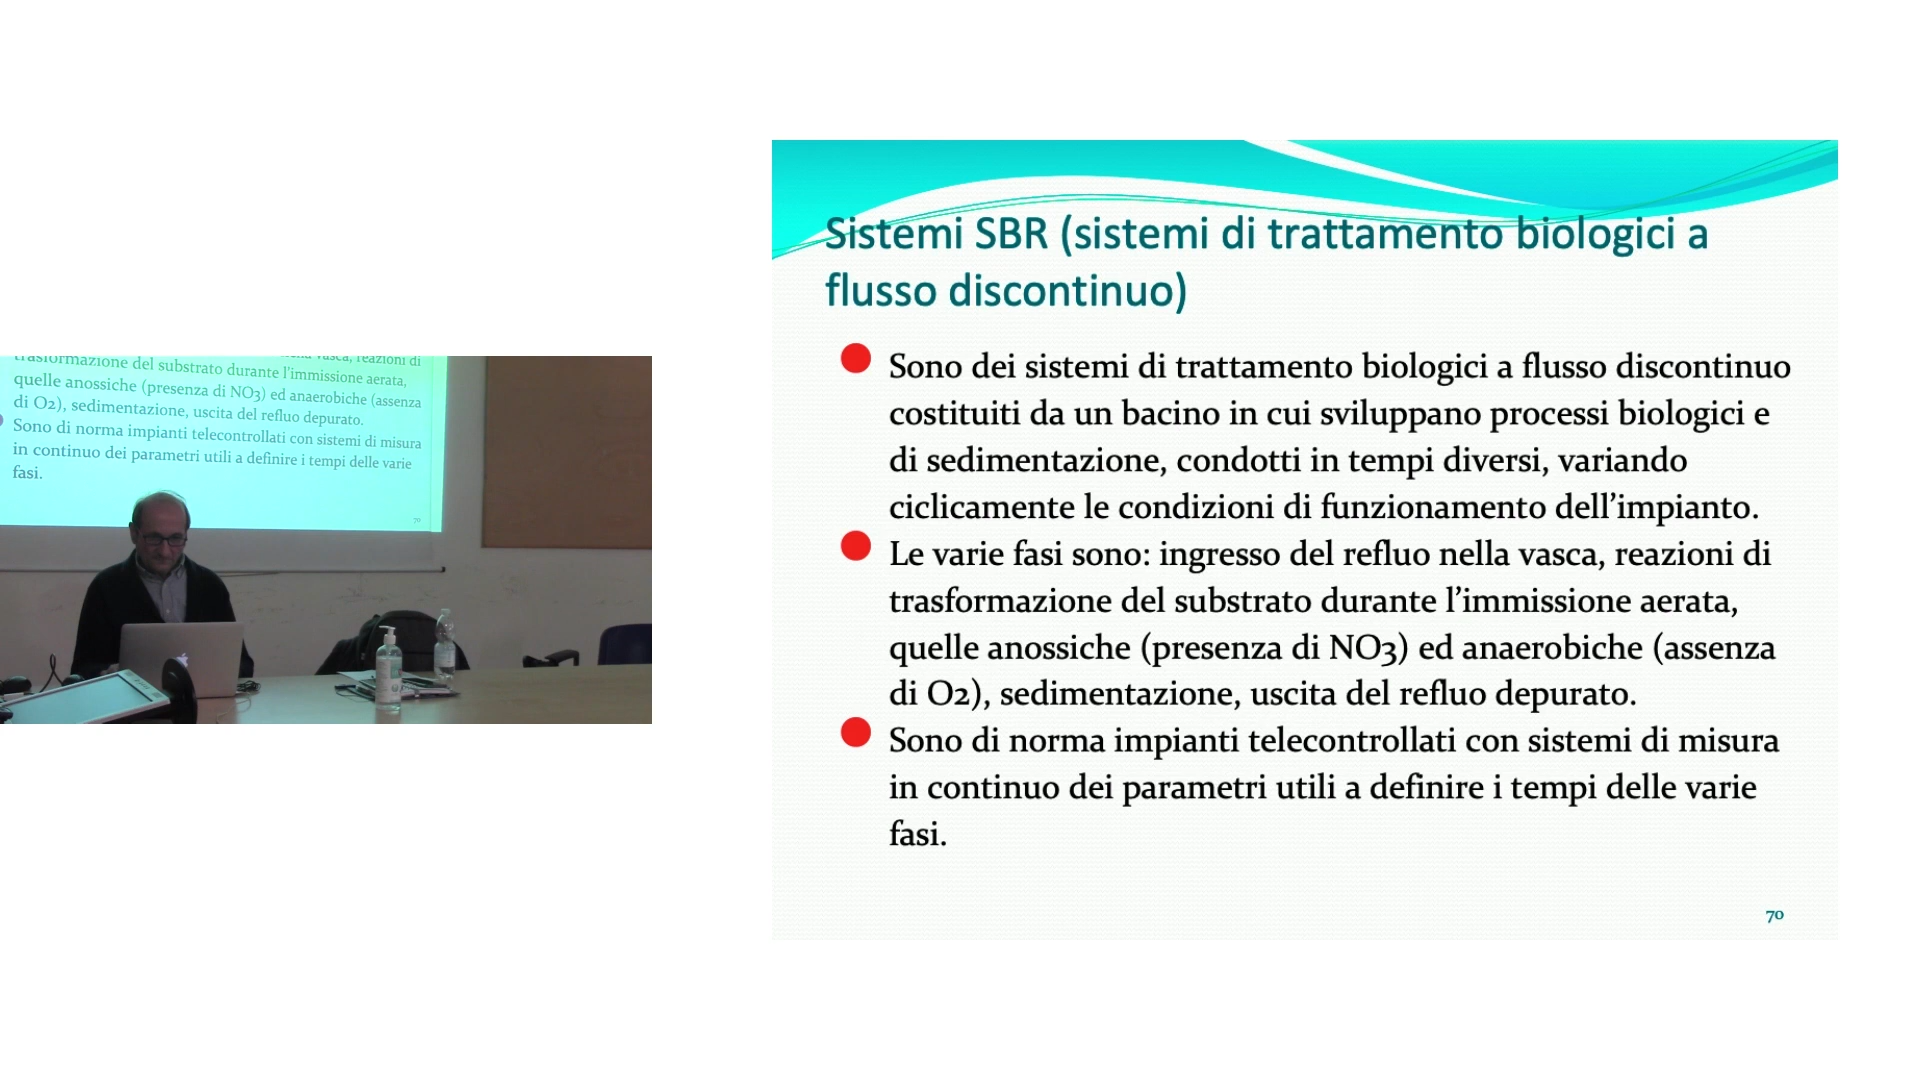 trasformazione del substrato durante l'immissione aerata,
quelle anossiche (presenza di NO3) ed anaerobiche (assenza
di O2), sedimentazione, uscita del refluo depurato.
Sono di norma impianti telecontrollati con sistemi di misura
in continuo dei parametri utili a definire i tempi delle varie
fasi.
70
Sistemi SBR (sistemi di trattamento biologici a
flusso discontinuo)
Sono dei sistemi di trattamento biologici a flusso discontinuo
costituiti da un bacino in cui sviluppano processi biologici e
di sedimentazione, condotti in tempi diversi, variando
ciclicamente le condizioni di funzionamento dell’impianto.
Le varie fasi sono: ingresso del refluo nella vasca, reazioni di
trasformazione del substrato durante l’immissione aerata,
quelle anossiche (presenza di NO3) ed anaerobiche (assenza
di O2), sedimentazione, uscita del refluo depurato.
Sono di norma impianti telecontrollati con sistemi di misura
in continuo dei parametri utili a definire i tempi delle varie
fasi.
70